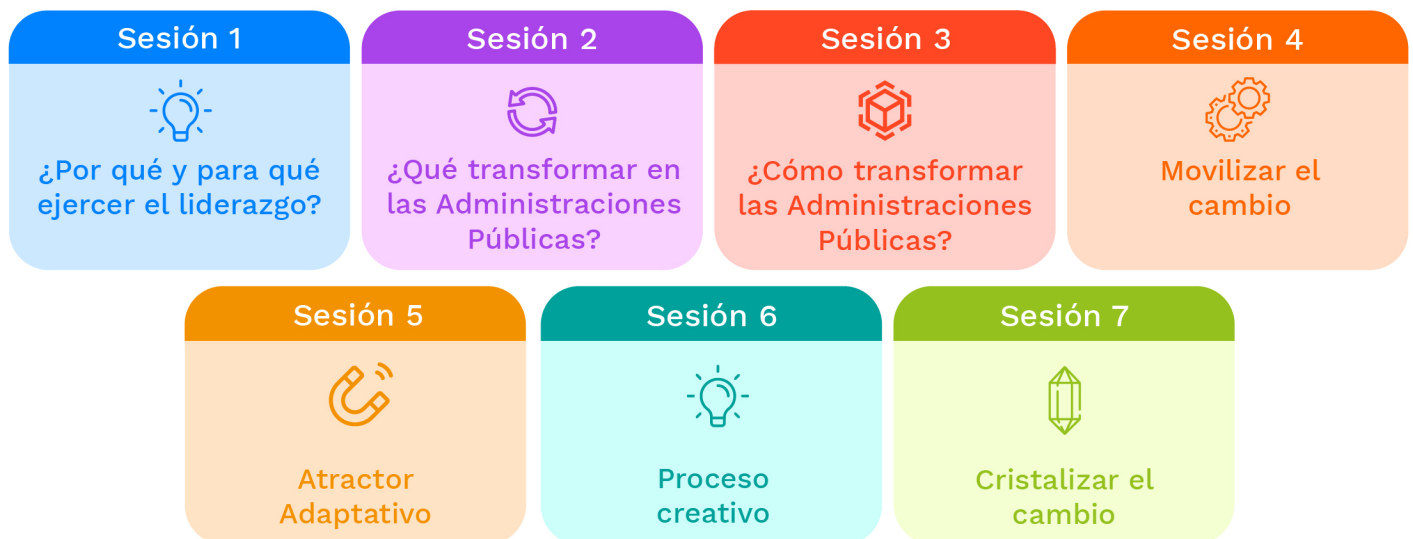 Sesión 1
¿Por qué y para qué
ejercer el liderazgo?
Sesión 2
¿Qué transformar en
las Administraciones
Públicas?
Sesión 3
¿Cómo transformar
las Administraciones
Públicas?
Sesión 4
Movilizar el
cambio
Sesión 5
Atractor
Adaptativo
Sesión 6
Proceso
creativo
Sesión 7
Cristalizar el
cambio